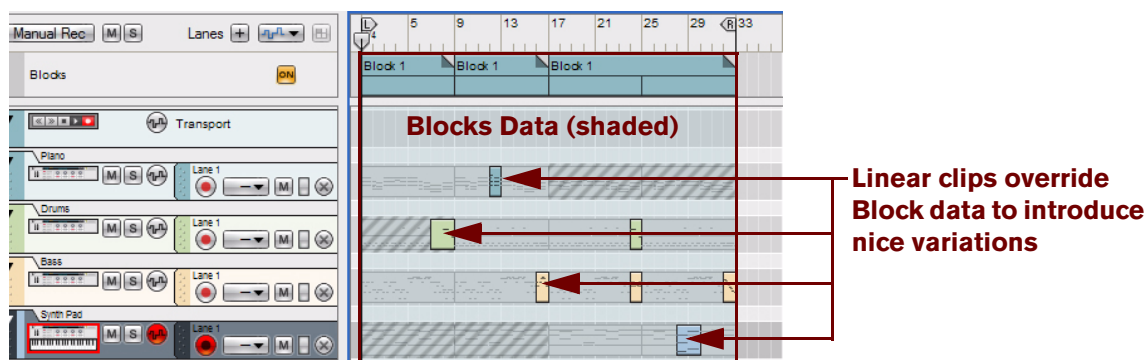 Manual Rec M S Lanes +
L 5 9 13 17 21 25 29 R 33
4
Blocks ON
Block 1 Block 1 Block 1
Transport
Blocks Data (shaded)
Piano
M S Lane 1
M
Drums
M S Lane 1
M
Bass
M S Lane 1
M
Synth Pad
M S Lane 1
M
Linear clips override
Block data to introduce
nice variations